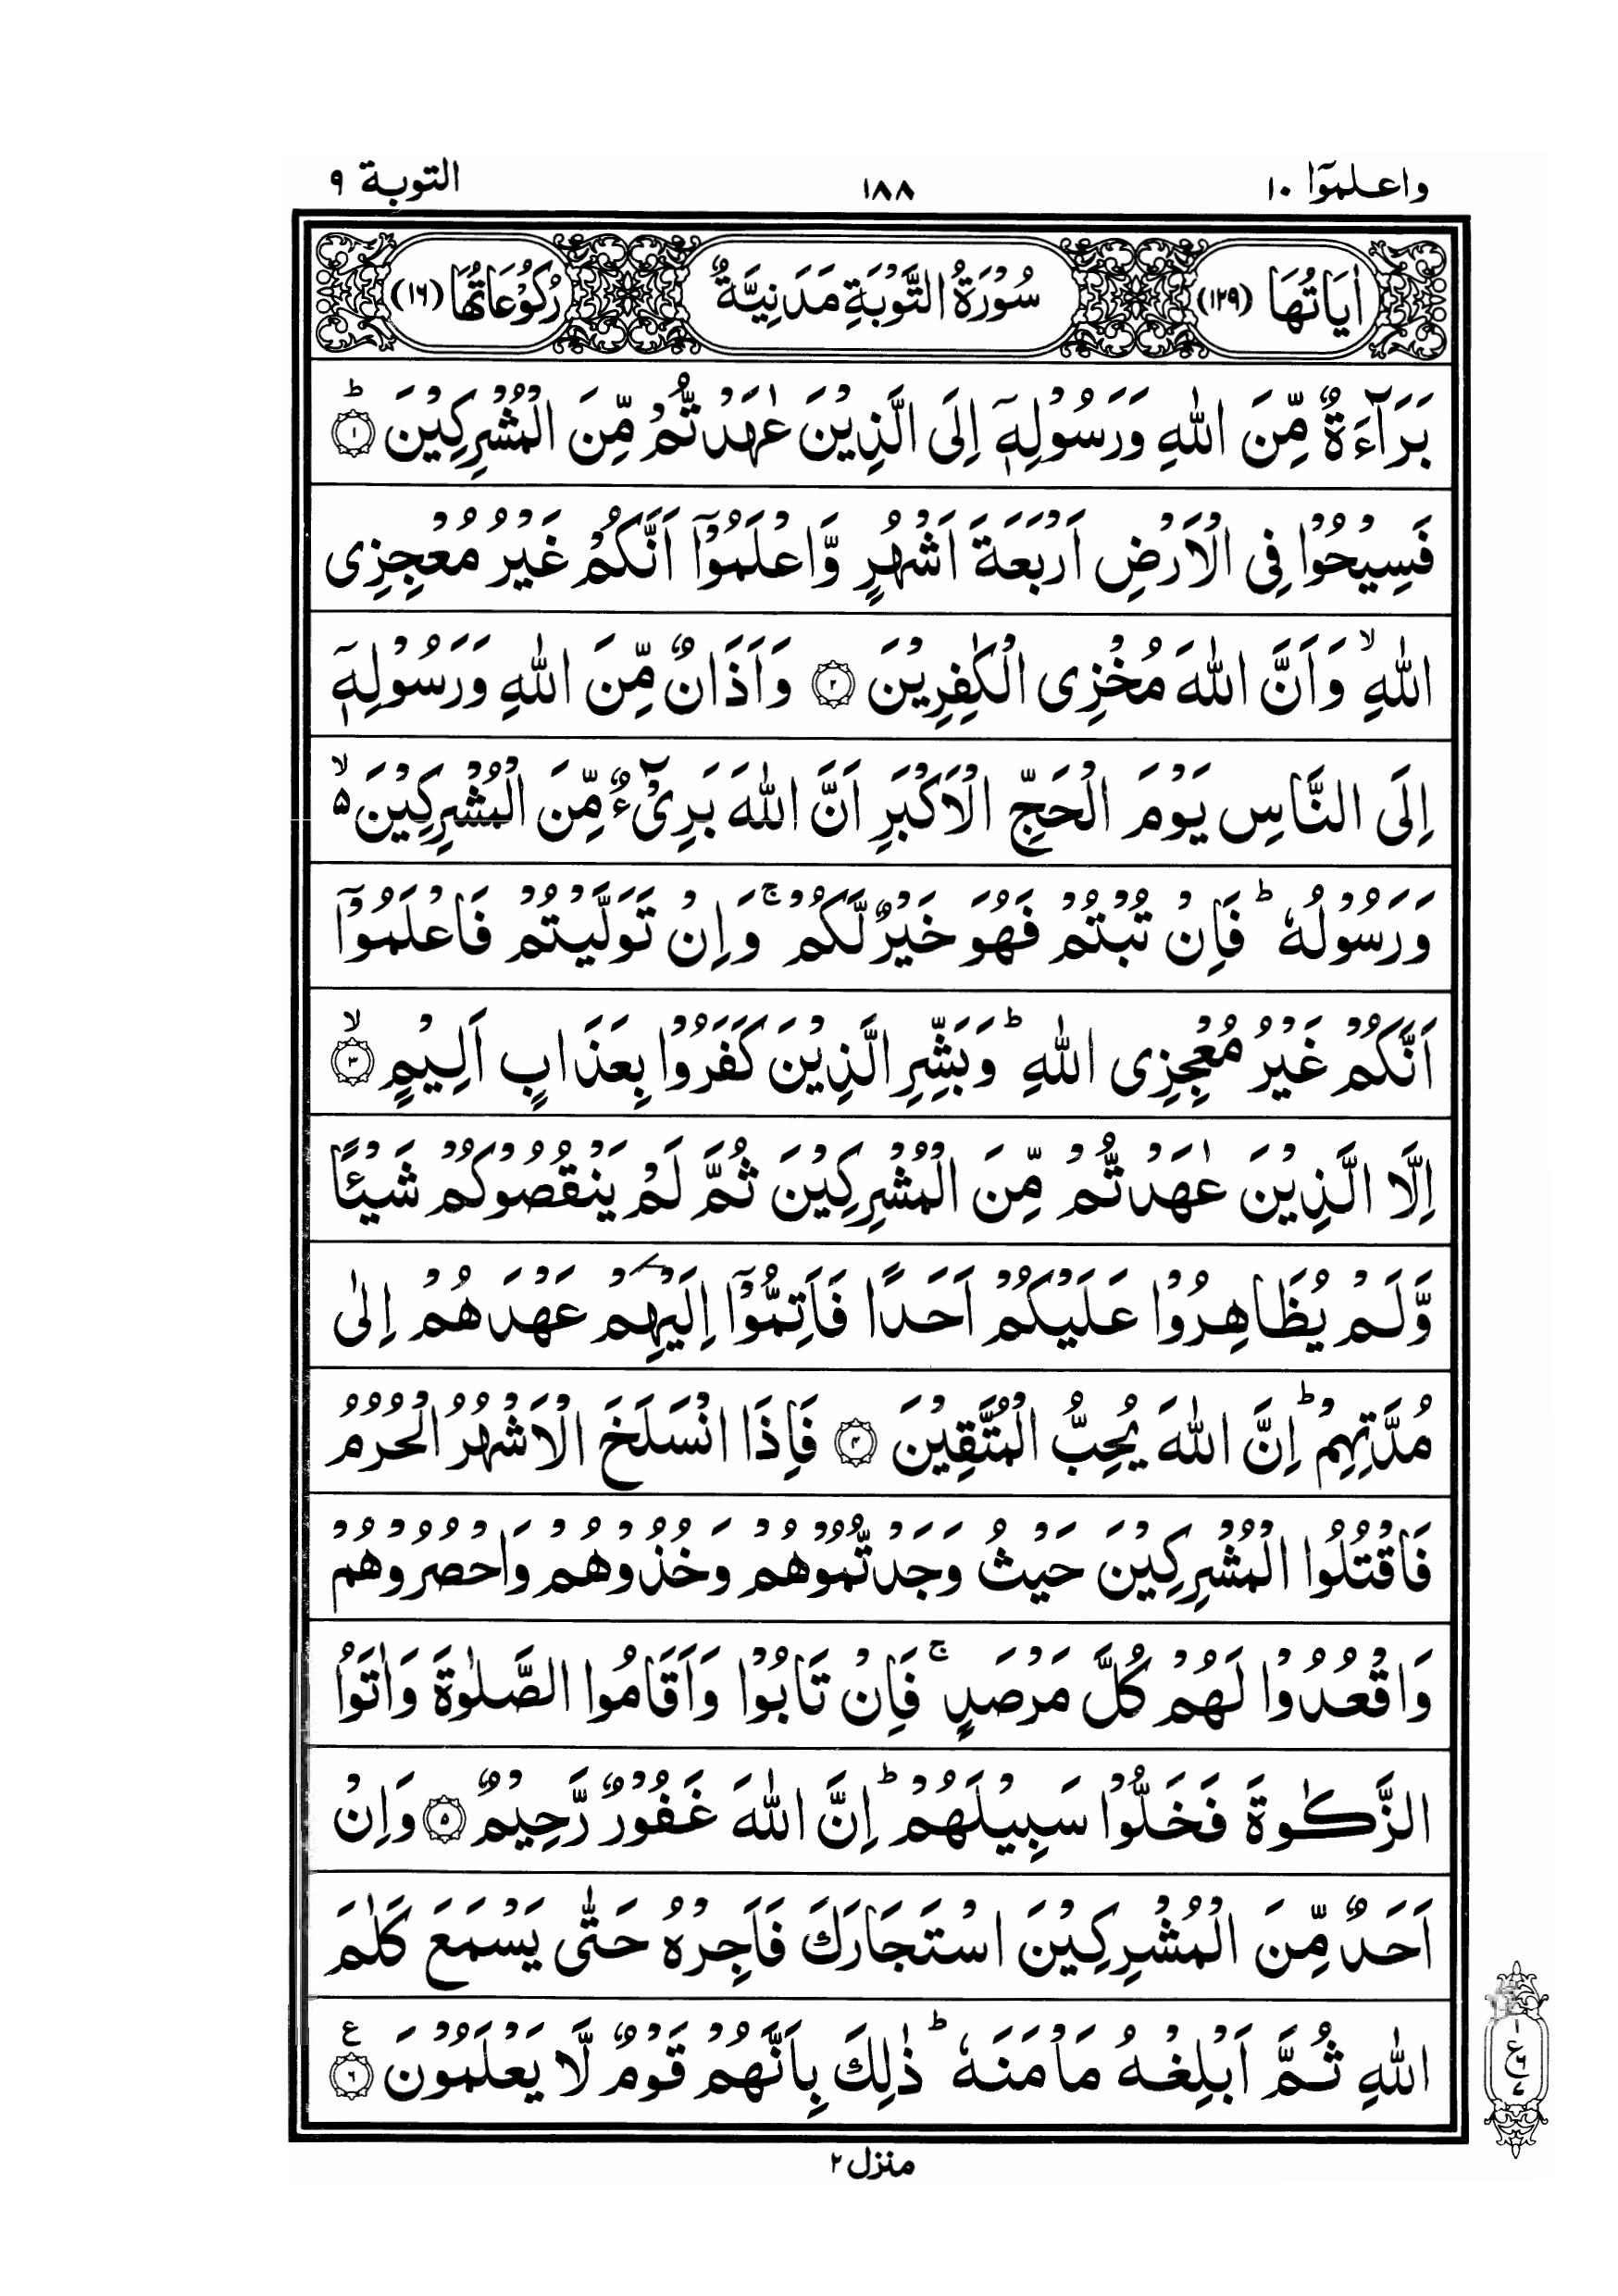 واعلموۤا ١٠
١٨٨
التوبة ٩
اٰيَاتُهَا (١٢٩)
سُوْرَةُ التَّوْبَةِ مَدَنِيَّةٌ
رُكُوْعَاتُهَا (١٦)
بَرَآءَةٌ مِّنَ اللّٰهِ وَرَسُوْلِهٖۤ اِلَى الَّذِيْنَ عٰهَدْتُّمْ مِّنَ الْمُشْرِكِيْنَ ؕ ۝١
فَسِيْحُوْا فِى الْاَرْضِ اَرْبَعَةَ اَشْهُرٍ وَّاعْلَمُوْۤا اَنَّكُمْ غَيْرُ مُعْجِزِى
اللّٰهِ ۙ وَاَنَّ اللّٰهَ مُخْزِى الْكٰفِرِيْنَ ۝٢ وَاَذَانٌ مِّنَ اللّٰهِ وَرَسُوْلِهٖۤ
اِلَى النَّاسِ يَوْمَ الْحَجِّ الْاَكْبَرِ اَنَّ اللّٰهَ بَرِىْٓءٌ مِّنَ الْمُشْرِكِيْنَ ۙ ۵
وَرَسُوْلُهٗ ؕ فَاِنْ تُبْتُمْ فَهُوَ خَيْرٌ لَّكُمْ ۚ وَاِنْ تَوَلَّيْتُمْ فَاعْلَمُوْۤا
اَنَّكُمْ غَيْرُ مُعْجِزِى اللّٰهِ ؕ وَبَشِّرِ الَّذِيْنَ كَفَرُوْا بِعَذَابٍ اَلِيْمٍ ۙ ۝٣
اِلَّا الَّذِيْنَ عٰهَدْتُّمْ مِّنَ الْمُشْرِكِيْنَ ثُمَّ لَمْ يَنْقُصُوْكُمْ شَيْئًا
وَّلَمْ يُظَاهِرُوْا عَلَيْكُمْ اَحَدًا فَاَتِمُّوْۤا اِلَيْهِمْ عَهْدَهُمْ اِلٰى
مُدَّتِهِمْ ؕ اِنَّ اللّٰهَ يُحِبُّ الْمُتَّقِيْنَ ۝٤ فَاِذَا انْسَلَخَ الْاَشْهُرُ الْحُرُمُ
فَاقْتُلُوا الْمُشْرِكِيْنَ حَيْثُ وَجَدْتُّمُوْهُمْ وَخُذُوْهُمْ وَاحْصُرُوْهُمْ
وَاقْعُدُوْا لَهُمْ كُلَّ مَرْصَدٍ ۚ فَاِنْ تَابُوْا وَاَقَامُوا الصَّلٰوةَ وَاٰتَوُا
الزَّكٰوةَ فَخَلُّوْا سَبِيْلَهُمْ ؕ اِنَّ اللّٰهَ غَفُوْرٌ رَّحِيْمٌ ۝٥ وَاِنْ
اَحَدٌ مِّنَ الْمُشْرِكِيْنَ اسْتَجَارَكَ فَاَجِرْهُ حَتّٰى يَسْمَعَ كَلٰمَ
اللّٰهِ ثُمَّ اَبْلِغْهُ مَاْمَنَهٗ ؕ ذٰلِكَ بِاَنَّهُمْ قَوْمٌ لَّا يَعْلَمُوْنَ ۝٦ ع
١
ع ٦
٧
منزل ٢